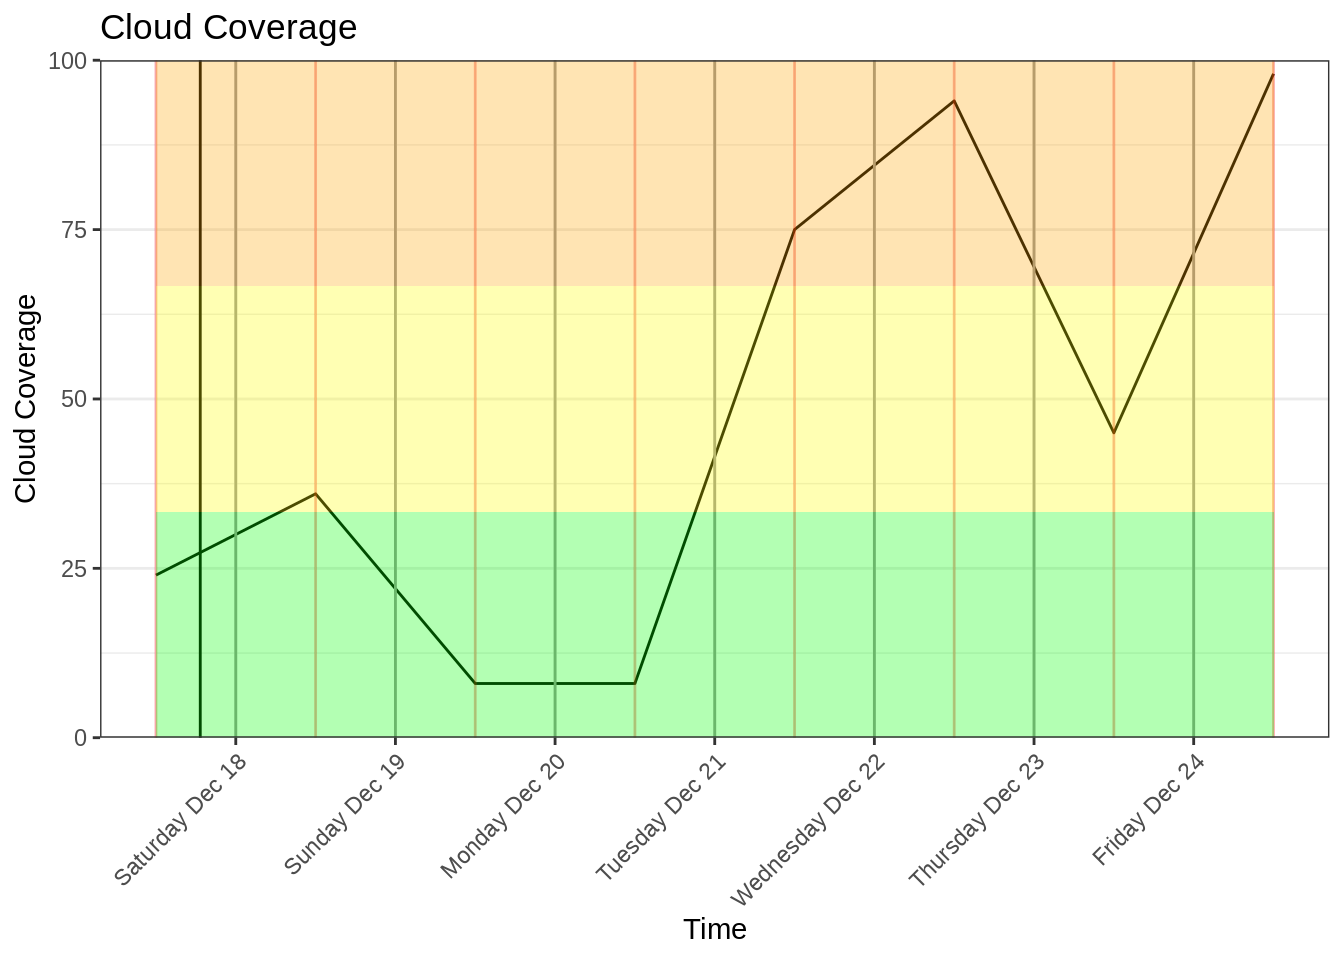 Cloud Coverage
100
75
50
25
0
Cloud Coverage
Saturday Dec 18
Sunday Dec 19
Monday Dec 20
Tuesday Dec 21
Wednesday Dec 22
Thursday Dec 23
Friday Dec 24
Time